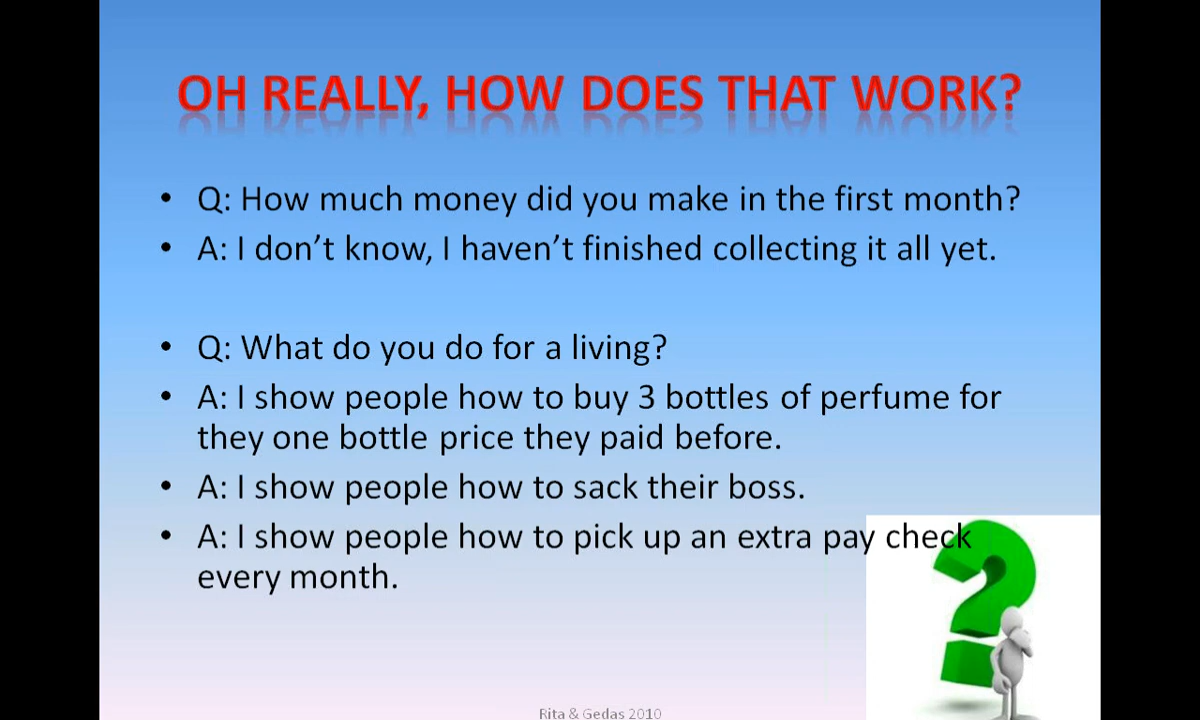 OH REALLY, HOW DOES THAT WORK?
• Q: How much money did you make in the first month?
• A: I don’t know, I haven’t finished collecting it all yet.
• Q: What do you do for a living?
• A: I show people how to buy 3 bottles of perfume for
they one bottle price they paid before.
• A: I show people how to sack their boss.
• A: I show people how to pick up an extra pay check
every month.
Rita & Gedas 2010